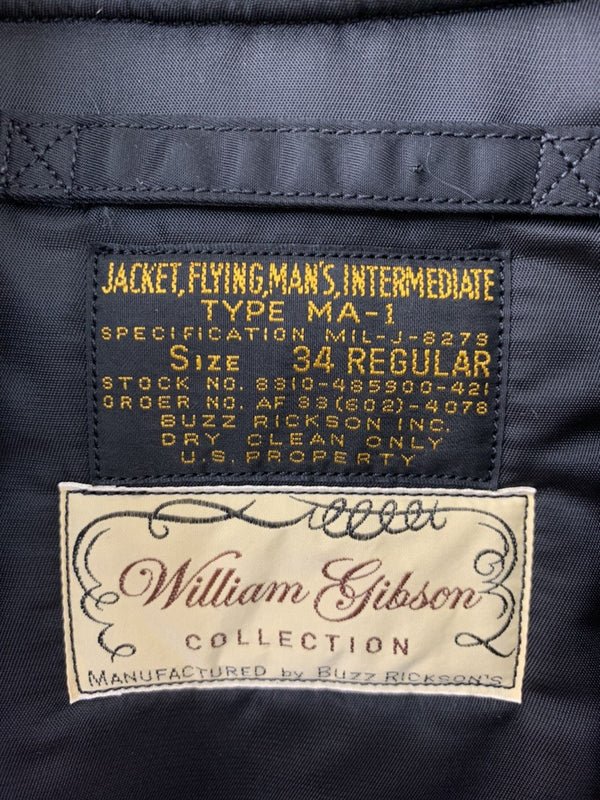 JACKET, FLYING, MAN'S, INTERMEDIATE
TYPE MA-1
SPECIFICATION MIL-J-8279
SIZE 34 REGULAR
STOCK NO. 8310-485900-421
ORDER NO. AF 33(602)-4078
BUZZ RICKSON INC.
DRY CLEAN ONLY
U.S. PROPERTY
William Gibson
COLLECTION
MANUFACTURED by BUZZ RICKSON'S